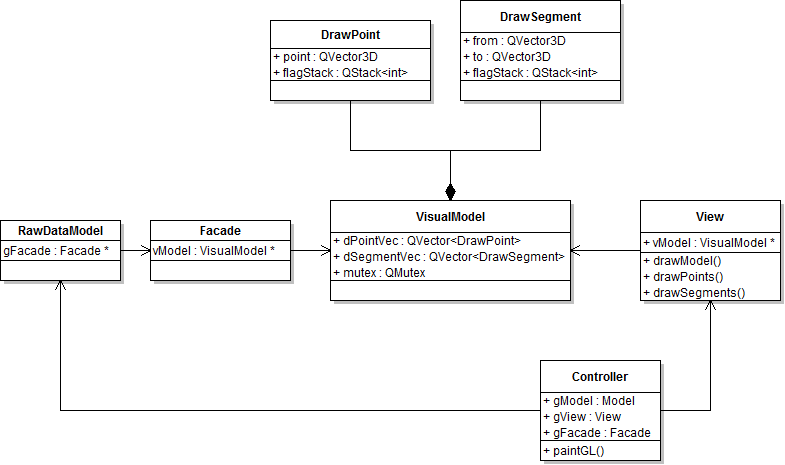 DrawPoint
+ point : QVector3D
+ flagStack : QStack<int>
DrawSegment
+ from : QVector3D
+ to : QVector3D
+ flagStack : QStack<int>
RawDataModel
gFacade : Facade *
Facade
vModel : VisualModel *
VisualModel
+ dPointVec : QVector<DrawPoint>
+ dSegmentVec : QVector<DrawSegment>
+ mutex : QMutex
View
+ vModel : VisualModel *
+ drawModel()
+ drawPoints()
+ drawSegments()
Controller
+ gModel : Model
+ gView : View
+ gFacade : Facade
+ paintGL()